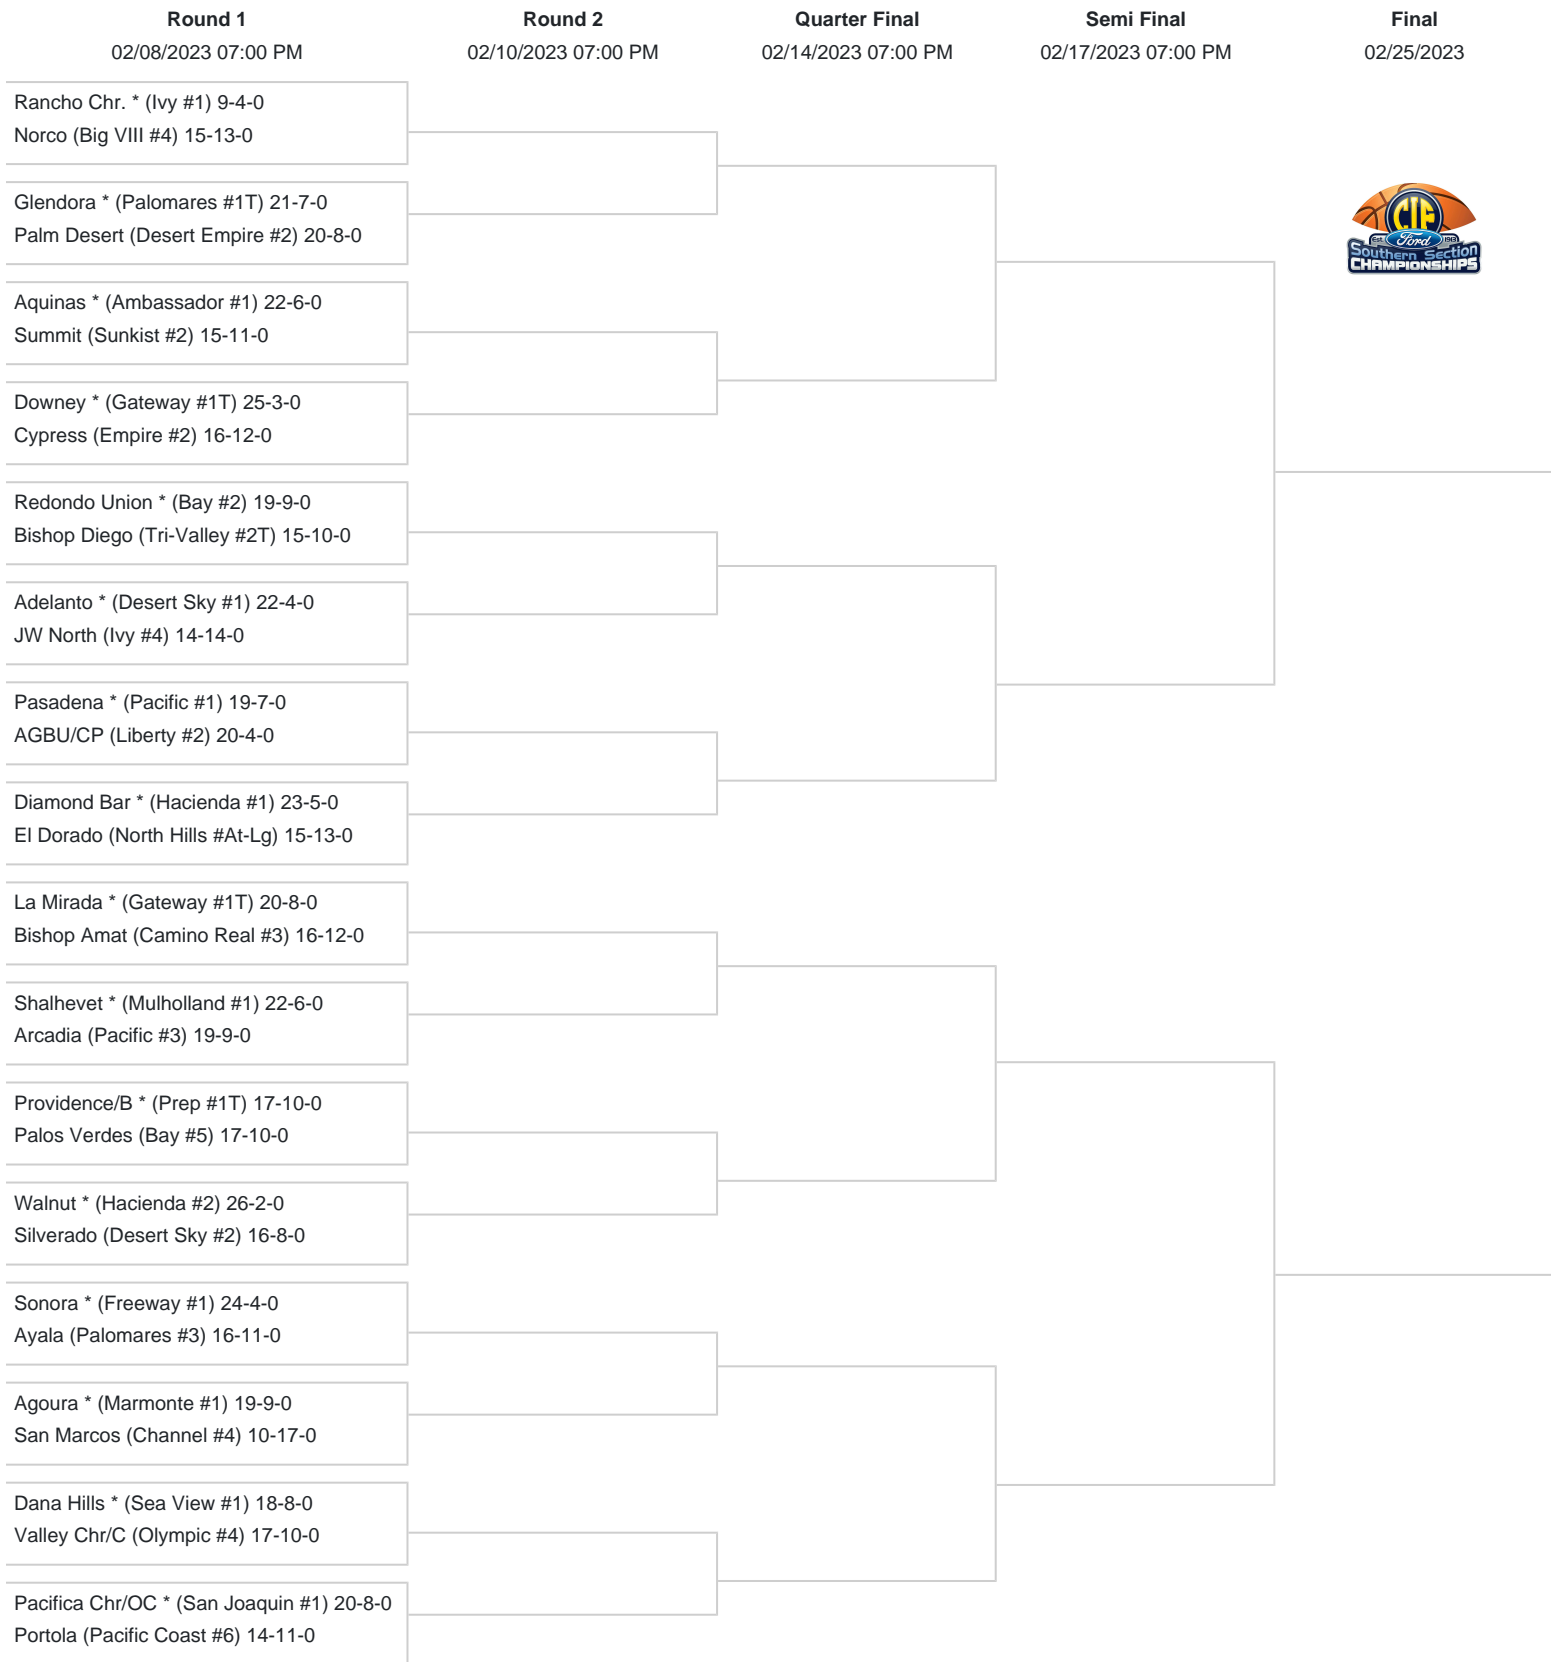 Round 1
Round 2
Quarter Final
Semi Final
Final
02/08/2023 07:00 PM
02/10/2023 07:00 PM
02/14/2023 07:00 PM
02/17/2023 07:00 PM
02/25/2023
Rancho Chr. * (Ivy #1) 9-4-0
Norco (Big VIII #4) 15-13-0
Glendora * (Palomares #1T) 21-7-0
Palm Desert (Desert Empire #2) 20-8-0
CIF
Est
Ford
1913
Southern Section
CHAMPIONSHIPS
Aquinas * (Ambassador #1) 22-6-0
Summit (Sunkist #2) 15-11-0
Downey * (Gateway #1T) 25-3-0
Cypress (Empire #2) 16-12-0
Redondo Union * (Bay #2) 19-9-0
Bishop Diego (Tri-Valley #2T) 15-10-0
Adelanto * (Desert Sky #1) 22-4-0
JW North (Ivy #4) 14-14-0
Pasadena * (Pacific #1) 19-7-0
AGBU/CP (Liberty #2) 20-4-0
Diamond Bar * (Hacienda #1) 23-5-0
El Dorado (North Hills #At-Lg) 15-13-0
La Mirada * (Gateway #1T) 20-8-0
Bishop Amat (Camino Real #3) 16-12-0
Shalhevet * (Mulholland #1) 22-6-0
Arcadia (Pacific #3) 19-9-0
Providence/B * (Prep #1T) 17-10-0
Palos Verdes (Bay #5) 17-10-0
Walnut * (Hacienda #2) 26-2-0
Silverado (Desert Sky #2) 16-8-0
Sonora * (Freeway #1) 24-4-0
Ayala (Palomares #3) 16-11-0
Agoura * (Marmonte #1) 19-9-0
San Marcos (Channel #4) 10-17-0
Dana Hills * (Sea View #1) 18-8-0
Valley Chr/C (Olympic #4) 17-10-0
Pacifica Chr/OC * (San Joaquin #1) 20-8-0
Portola (Pacific Coast #6) 14-11-0